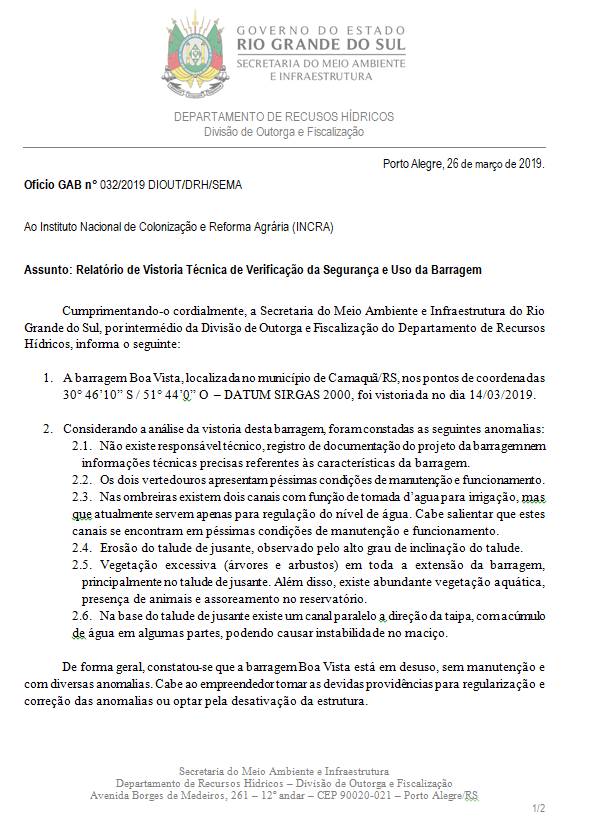 GOVERNO DO ESTADO
RIO GRANDE DO SUL
SECRETARIA DO MEIO AMBIENTE
E INFRAESTRUTURA
DEPARTAMENTO DE RECUSOS HÍDRICOS
Divisão de Outorga e Fiscalização
Porto Alegre, 26 de março de 2019.
Ofício GAB n° 032/2019 DIOUT/DRH/SEMA
Ao Instituto Nacional de Colonização e Reforma Agrária (INCRA)
Assunto: Relatório de Vistoria Técnica de Verificação da Segurança e Uso da Barragem
Cumprimentando-o cordialmente, a Secretaria do Meio Ambiente e Infraestrutura do Rio
Grande do Sul, por intermédio da Divisão de Outorga e Fiscalização do Departamento de Recursos
Hídricos, informa o seguinte:
1. A barragem Boa Vista, localizada no município de Camaquã/RS, nos pontos de coordenadas
30° 46'10” S / 51° 44'0” O – DATUM SIRGAS 2000, foi vistoriada no dia 14/03/2019.
2. Considerando a análise da vistoria desta barragem, foram constadas as seguintes anomalias:
2.1. Não existe responsável técnico, registro de documentação do projeto da barragem nem
informações técnicas precisas referentes às características da barragem.
2.2. Os dois vertedouros apresentam péssimas condições de manutenção e funcionamento.
2.3. Nas ombreiras existem dois canais com função de tomada d’agua para irrigação, mas
que atualmente servem apenas para regulação do nível de água. Cabe salientar que estes
canais se encontram em péssimas condições de manutenção e funcionamento.
2.4. Erosão do talude de jusante, observado pelo alto grau de inclinação do talude.
2.5. Vegetação excessiva (árvores e arbustos) em toda a extensão da barragem,
principalmente no talude de jusante. Além disso, existe abundante vegetação aquática,
presença de animais e assoreamento no reservatório.
2.6. Na base do talude de jusante existe um canal paralelo a direção da taipa, com acúmulo
de água em algumas partes, podendo causar instabilidade no maciço.
De forma geral, constatou-se que a barragem Boa Vista está em desuso, sem manutenção e
com diversas anomalias. Cabe ao empreendedor tomar as devidas providências para regularização e
correção das anomalias ou optar pela desativação da estrutura.
Secretaria do Meio Ambiente e Infraestrutura
Departamento de Recursos Hídricos – Divisão de Outorga e Fiscalização
Avenida Borges de Medeiros, 261 – 12º andar – CEP 90020-021 – Porto Alegre/RS
1/2